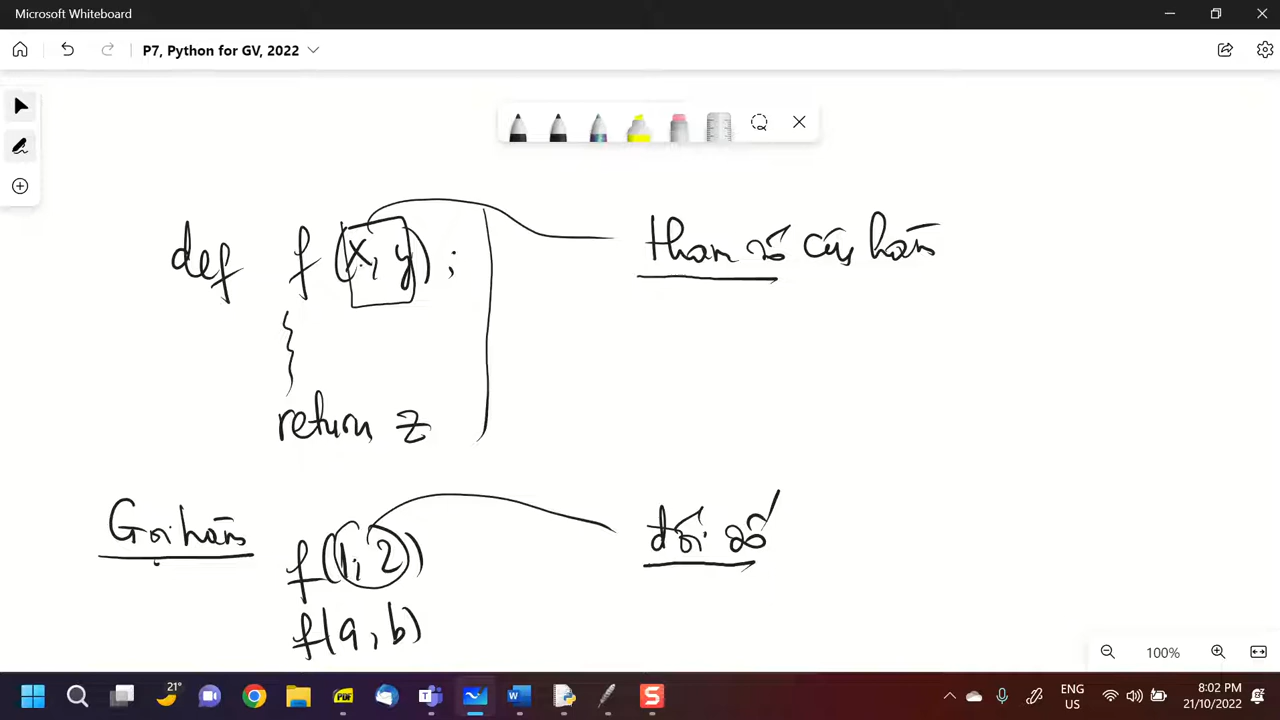 Microsoft Whiteboard
P7, Python for GV, 2022
def f(x, y);
tham số của hàm
return z
Gọi hàm
f(1, 2)
đối số
f(a, b)
100%
21°
PDF
ENG
US
8:02 PM
21/10/2022